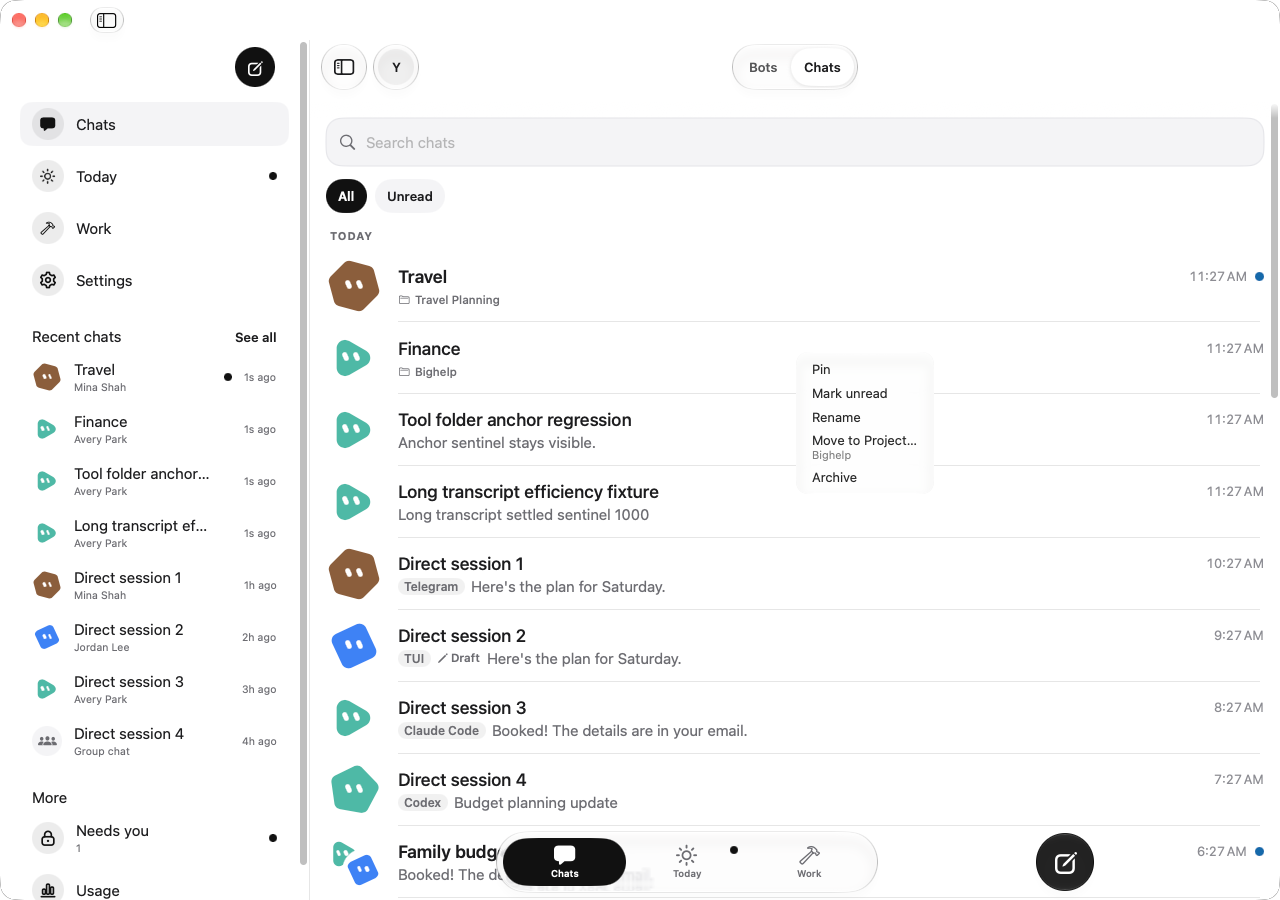 Chats
Today
Work
Settings
Recent chats
See all
Travel
Mina Shah
1s ago
Finance
Avery Park
1s ago
Tool folder anchor...
Avery Park
1s ago
Long transcript ef...
Avery Park
1s ago
Direct session 1
Mina Shah
1h ago
Direct session 2
Jordan Lee
2h ago
Direct session 3
Avery Park
3h ago
Direct session 4
Group chat
4h ago
More
Needs you
1
Usage
Y
Bots
Chats
Search chats
All
Unread
TODAY
Travel
11:27 AM
Travel Planning
Finance
11:27 AM
Bighelp
Tool folder anchor regression
11:27 AM
Anchor sentinel stays visible.
Long transcript efficiency fixture
11:27 AM
Long transcript settled sentinel 1000
Direct session 1
10:27 AM
Telegram Here's the plan for Saturday.
Direct session 2
9:27 AM
TUI Draft Here's the plan for Saturday.
Direct session 3
8:27 AM
Claude Code Booked! The details are in your email.
Direct session 4
7:27 AM
Codex Budget planning update
Family budg
6:27 AM
Booked! The de
Pin
Mark unread
Rename
Move to Project...
Bighelp
Archive
Chats
Today
Work